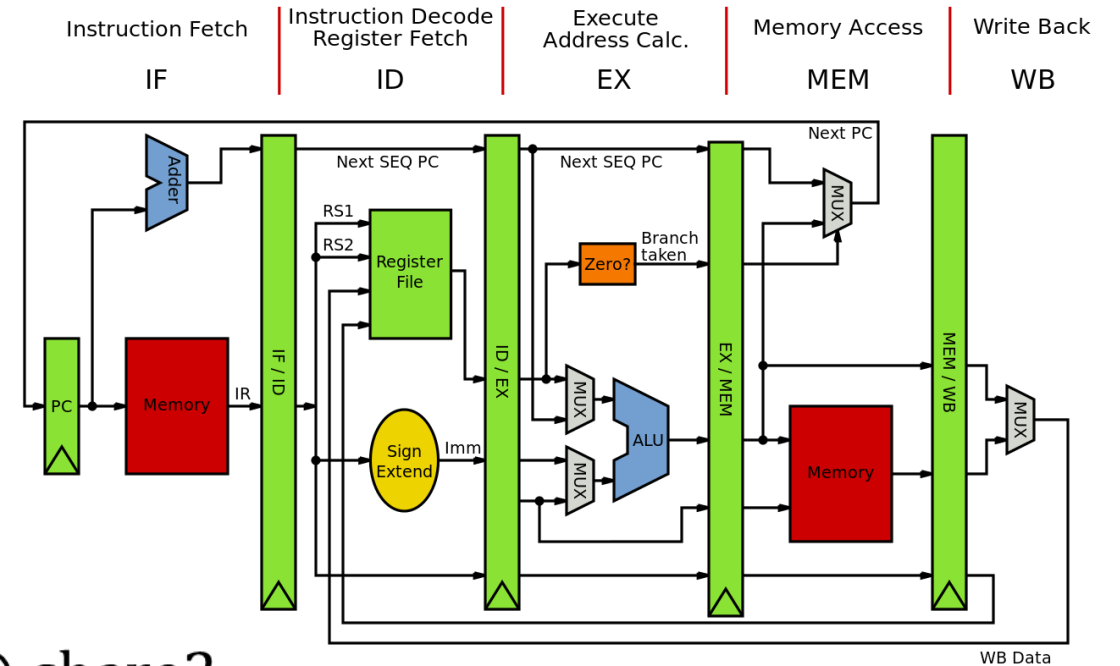 Instruction Fetch
IF
Instruction Decode
Register Fetch
ID
Execute
Address Calc.
EX
Memory Access
MEM
Write Back
WB
Next PC
Adder
Next SEQ PC
Next SEQ PC
MUX
RS1
RS2
Register
File
Zero?
Branch
taken
PC
Memory
IR
IF / ID
Sign
Extend
Imm
ID / EX
MUX
MUX
ALU
EX / MEM
Memory
MEM / WB
MUX
WB Data
share?